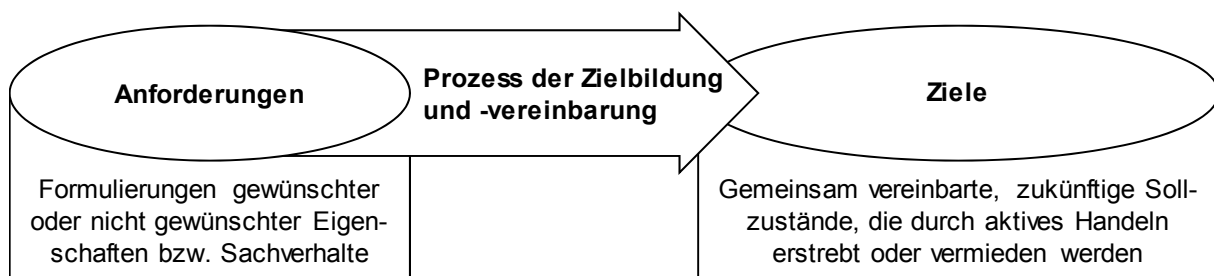 Anforderungen
Prozess der Zielbildung
und -vereinbarung
Ziele
Formulierungen gewünschter
oder nicht gewünschter Eigen-
schaften bzw. Sachverhalte
Gemeinsam vereinbarte, zukünftige Soll-
zustände, die durch aktives Handeln
erstrebt oder vermieden werden